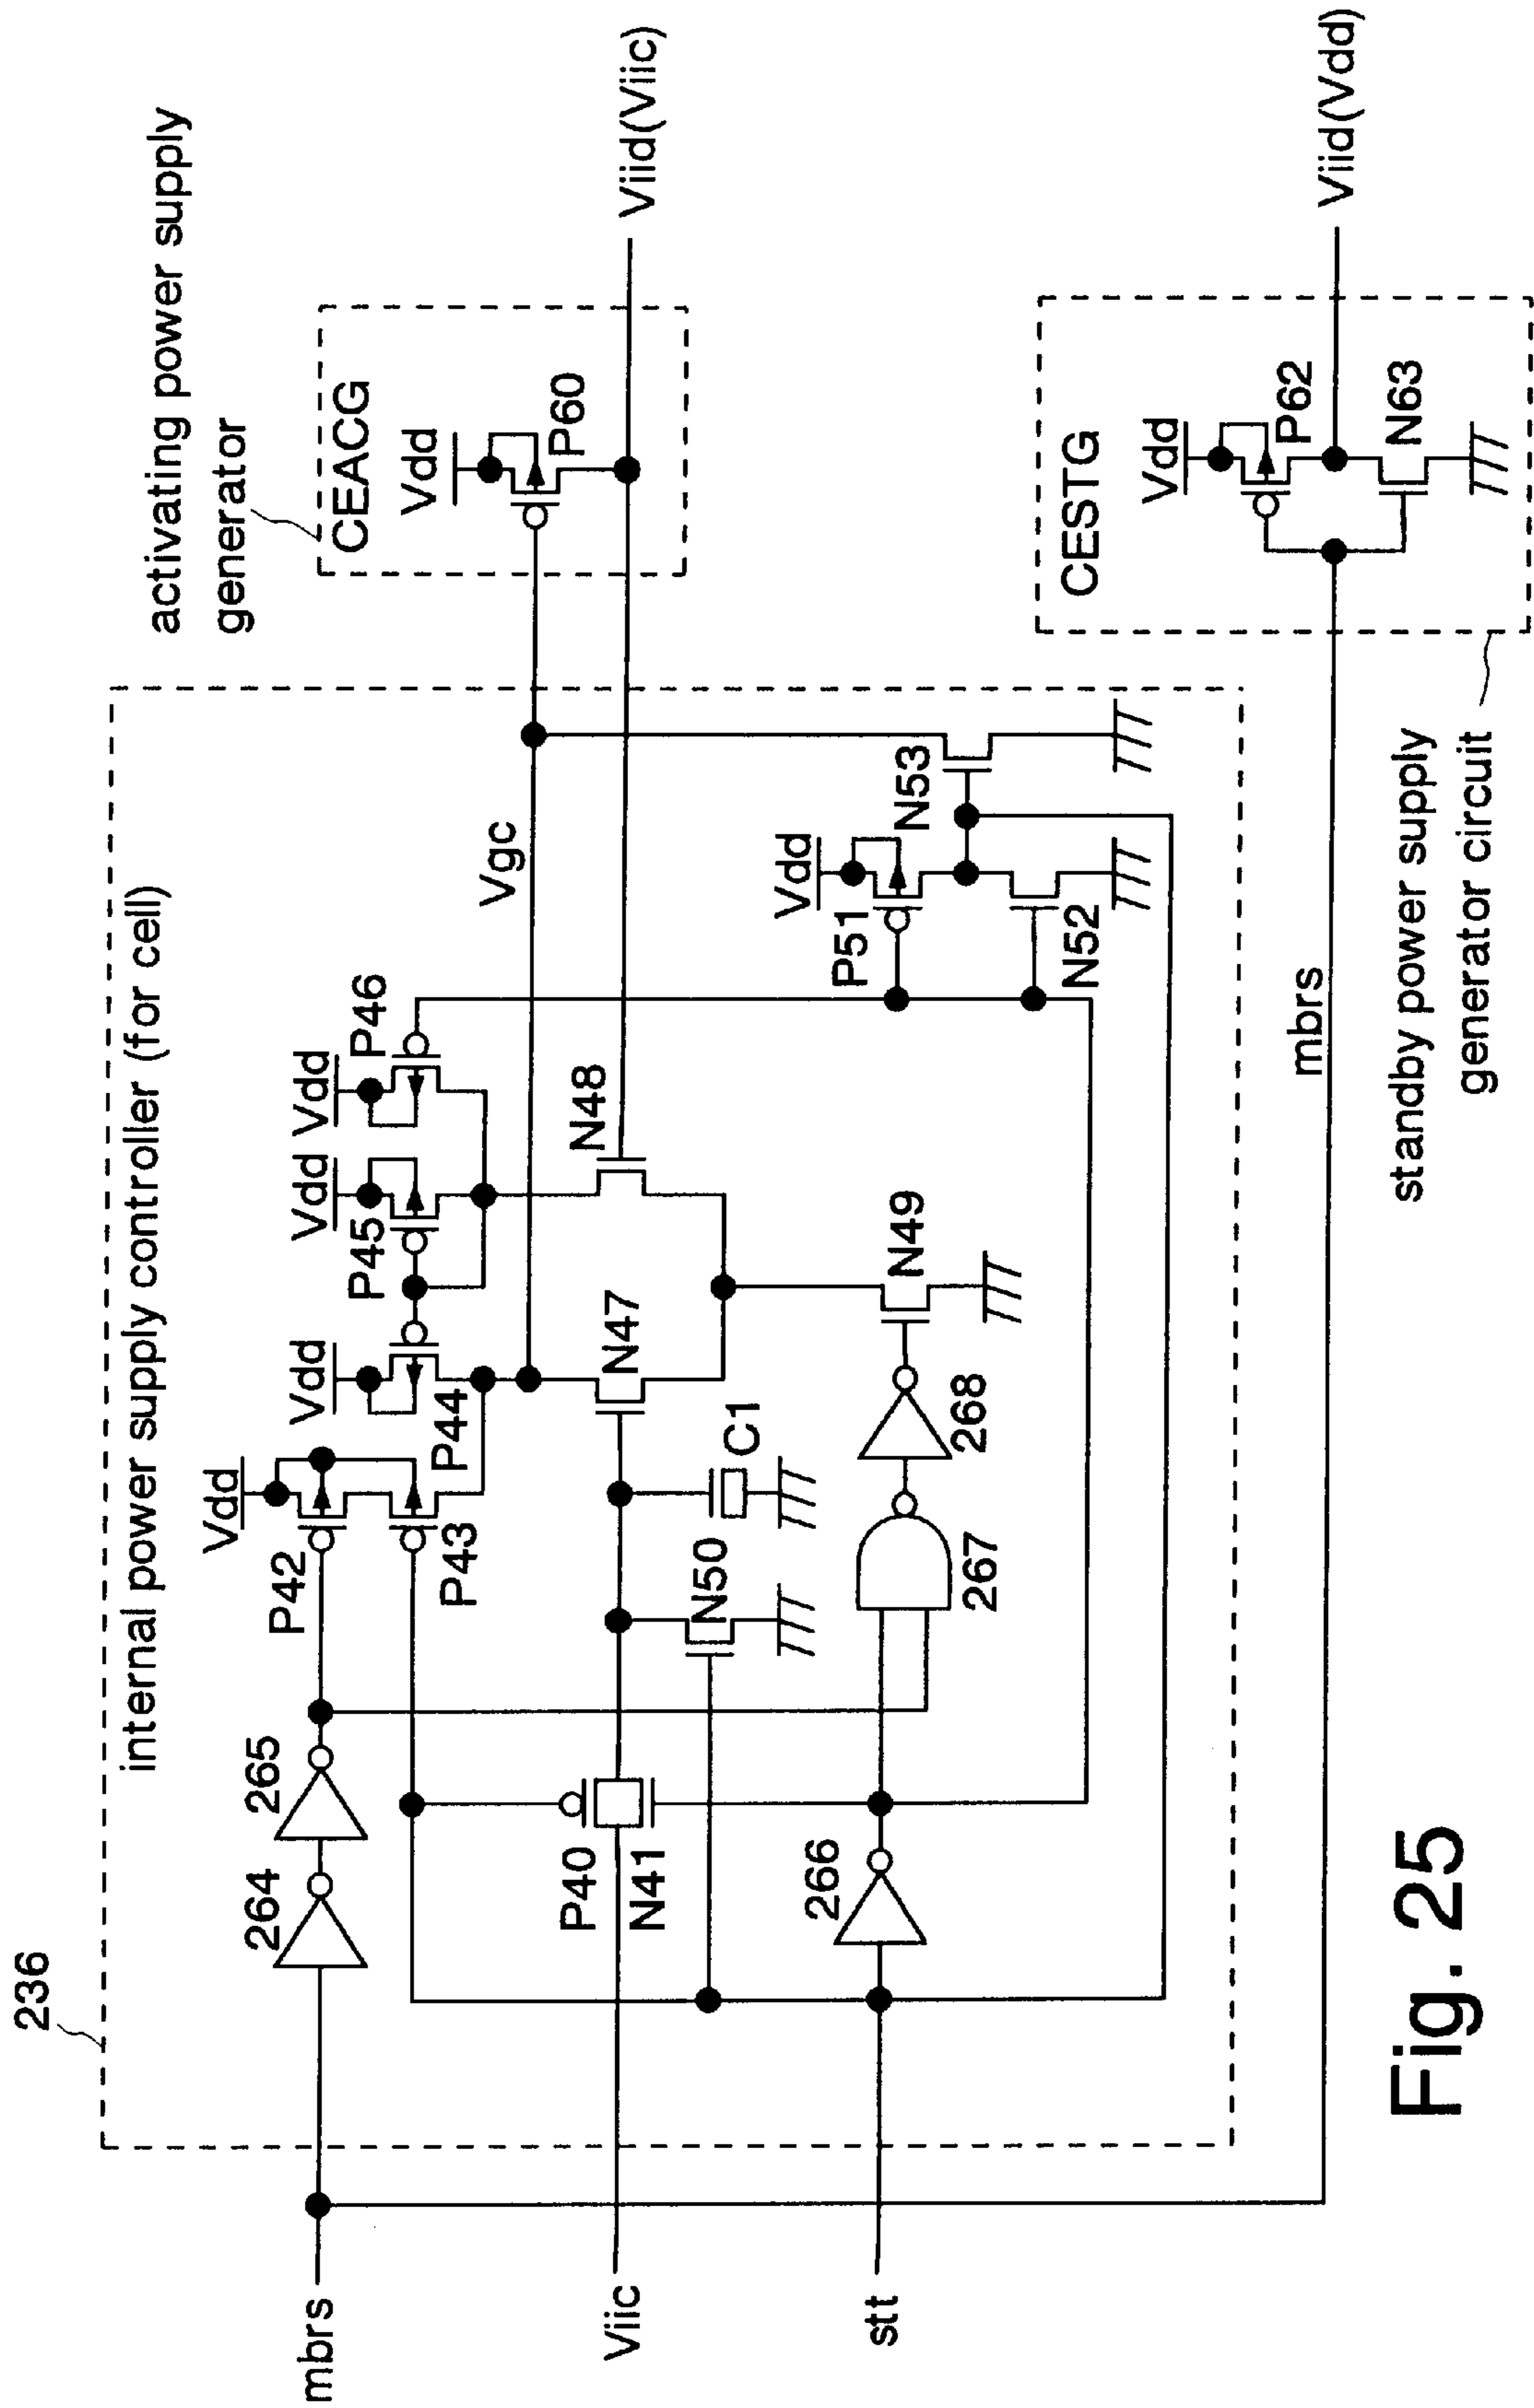 236
internal power supply controller (for cell)
activating power supply
generator
mbrs
264
265
P42
Vdd
P43
P44
Vdd
P45
Vdd
P46
Vdd
Vgc
CEACG
Vdd
P60
Viid(Viic)
Viic
P40
N41
N50
C1
N47
N48
stt
266
267
268
N49
P51
Vdd
N52
N53
mbrs
CESTG
Vdd
P62
N63
Viid(Vdd)
standby power supply
generator circuit
Fig. 25